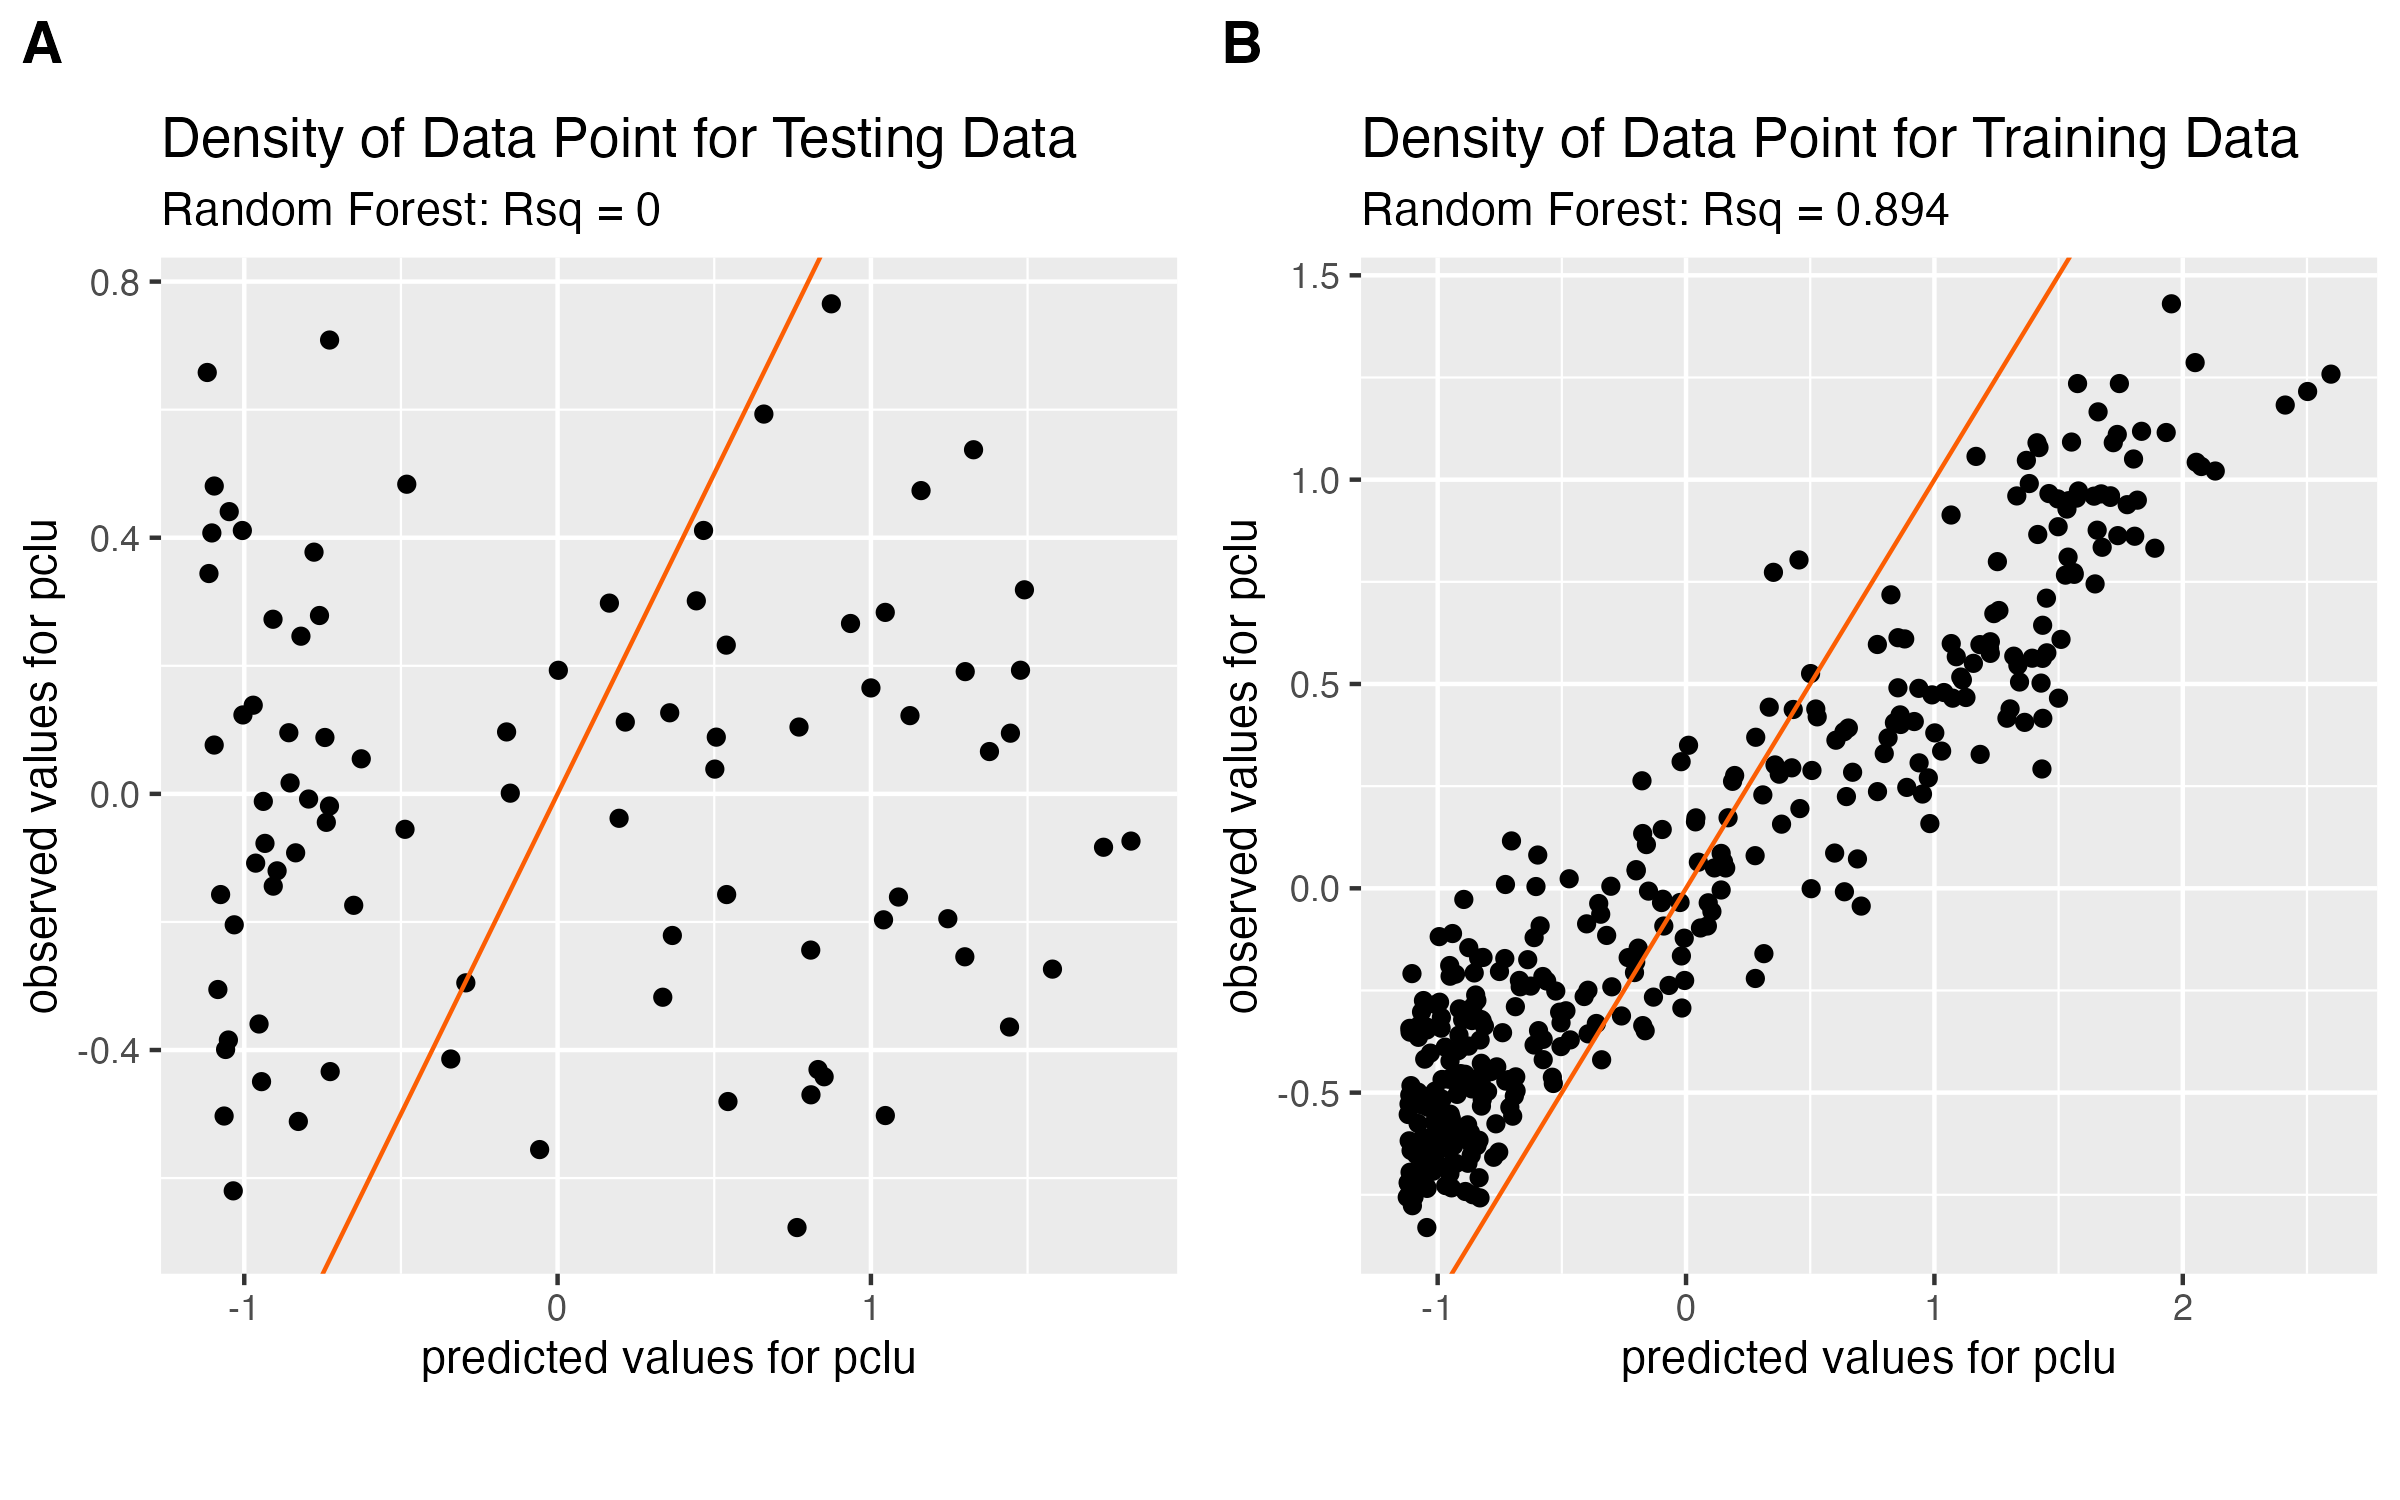 A
Density of Data Point for Testing Data
Random Forest: Rsq = 0
observed values for pclu
0.8
0.4
0.0
-0.4
-1 0 1
predicted values for pclu
B
Density of Data Point for Training Data
Random Forest: Rsq = 0.894
observed values for pclu
1.5
1.0
0.5
0.0
-0.5
-1 0 1 2
predicted values for pclu